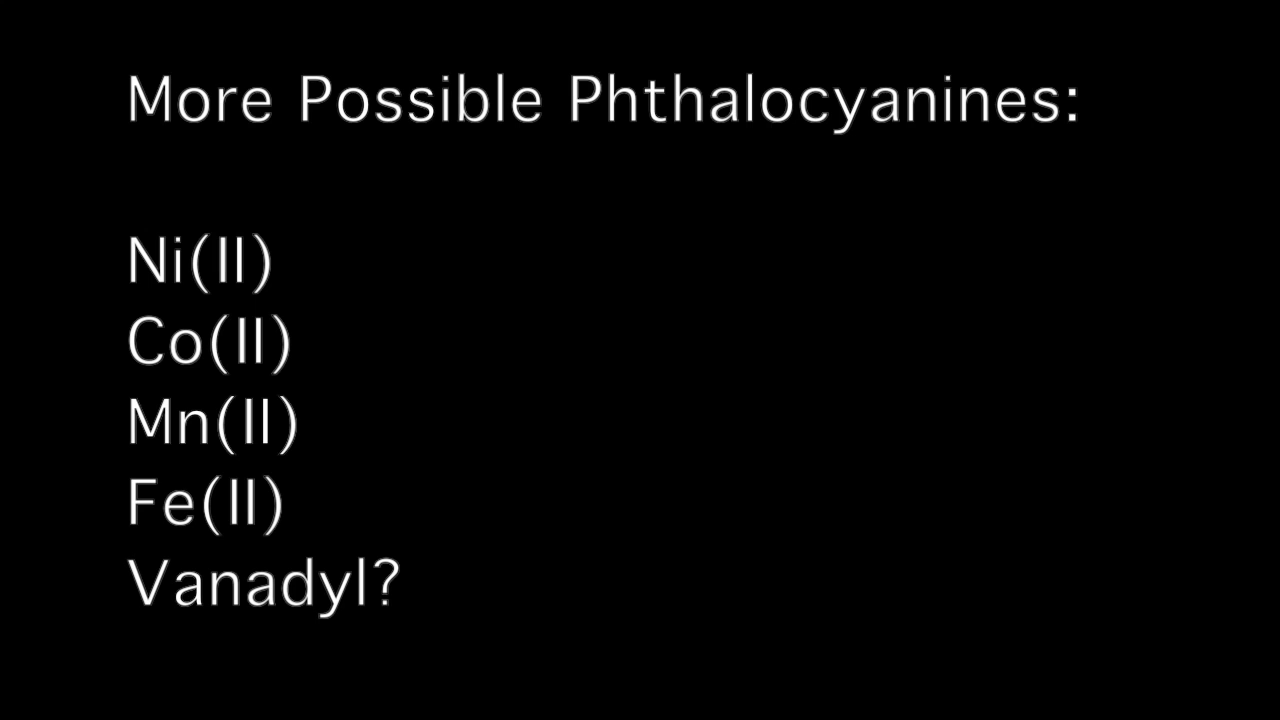 More Possible Phthalocyanines:
Ni(II)
Co(II)
Mn(II)
Fe(II)
Vanadyl?